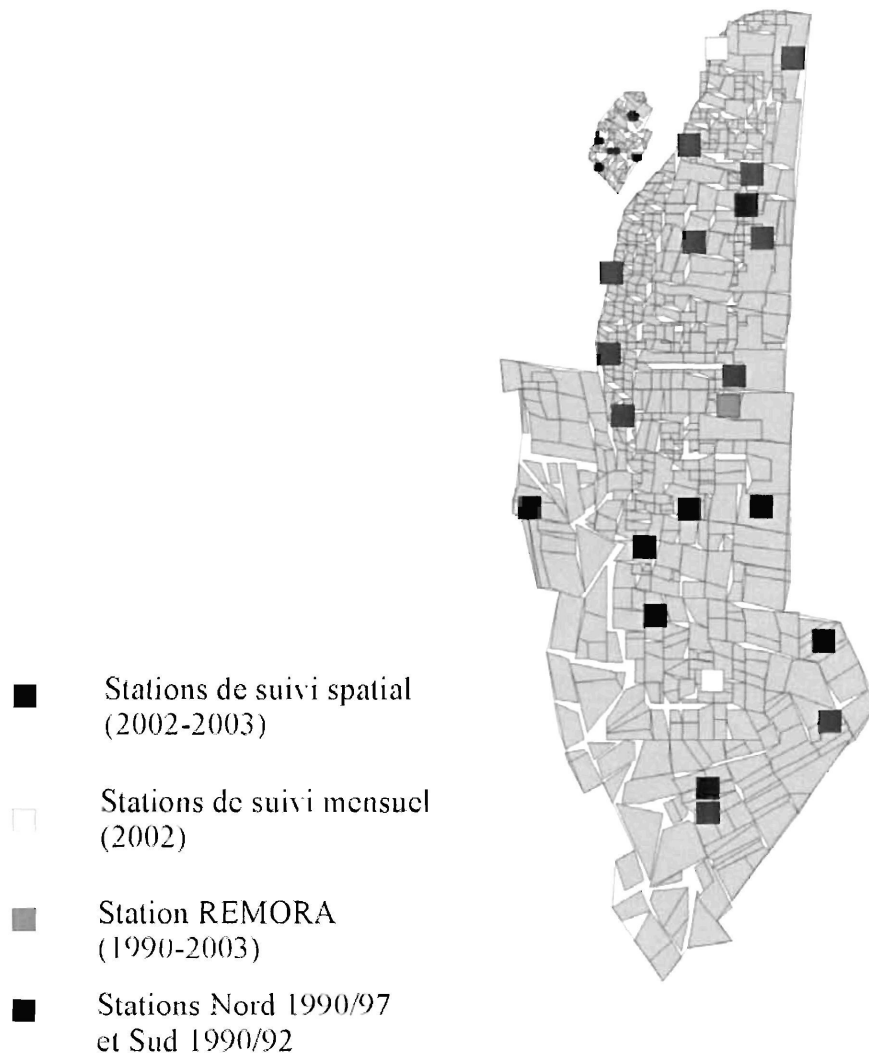 Stations de suivi spatial
(2002-2003)
Stations de suivi mensuel
(2002)
Station REMORA
(1990-2003)
Stations Nord 1990/97
et Sud 1990/92